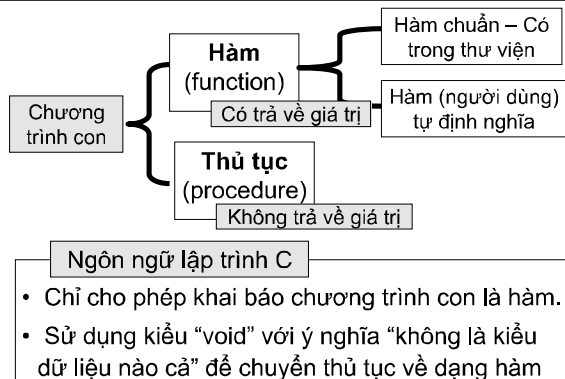 Chương
trình con
Hàm
(function)
Có trả về giá trị
Hàm chuẩn – Có
trong thư viện
Hàm (người dùng)
tự định nghĩa
Thủ tục
(procedure)
Không trả về giá trị
Ngôn ngữ lập trình C
• Chỉ cho phép khai báo chương trình con là hàm.
• Sử dụng kiểu “void” với ý nghĩa “không là kiểu
dữ liệu nào cả” để chuyển thủ tục về dạng hàm